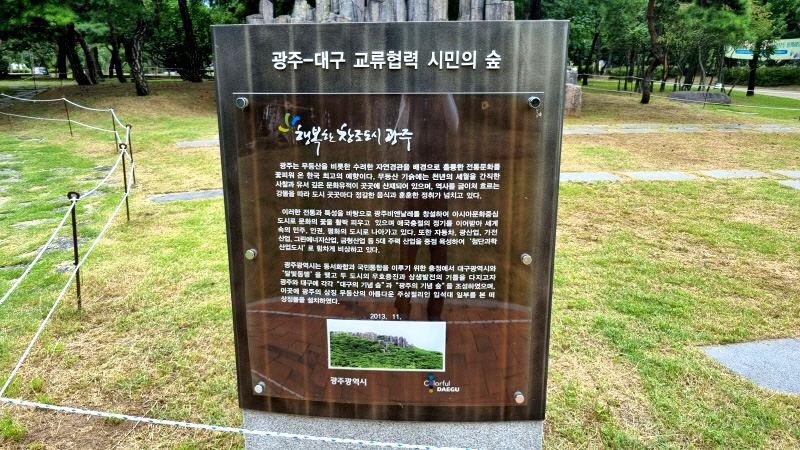 광주-대구 교류협력 시민의 숲
행복한 창조도시 광주
광주는 무등산을 비롯한 수려한 자연경관을 배경으로 훌륭한 전통문화를
꽃피워 온 한국 최고의 예향이다. 무등산 기슭에는 천년의 세월을 간직한
사찰과 유서 깊은 문화유적이 곳곳에 산재되어 있으며, 역사를 굽이쳐 흐르는
강물을 따라 도시 곳곳마다 정갈한 음식과 훈훈한 정취가 넘치고 있다.
이러한 전통과 특성을 바탕으로 광주비엔날레를 창설하여 아시아문화중심
도시로 문화의 꽃을 활짝 피우고 있으며 애국충절의 정기를 이어받아 세계
속의 민주, 인권, 평화의 도시로 나아가고 있다. 또한 자동차, 광산업, 가전
산업, 그린에너지산업, 금형산업 등 5대 주력 산업을 중점 육성하여 '첨단과학
산업도시' 로 힘차게 비상하고 있다.
광주광역시는 동서화합과 국민통합을 이루기 위한 충정에서 대구광역시와
"달빛동맹" 을 맺고 두 도시의 우호증진과 상생발전의 기틀을 다지고자
광주와 대구에 각각 "대구의 기념 숲" 과 "광주의 기념 숲" 를 조성하였으며,
이곳에 광주의 상징 무등산의 아름다운 주상절리인 입석대 일부를 본 떠
상징물을 설치하였다.
2013. 11.
광주광역시
Colorful
DAEGU